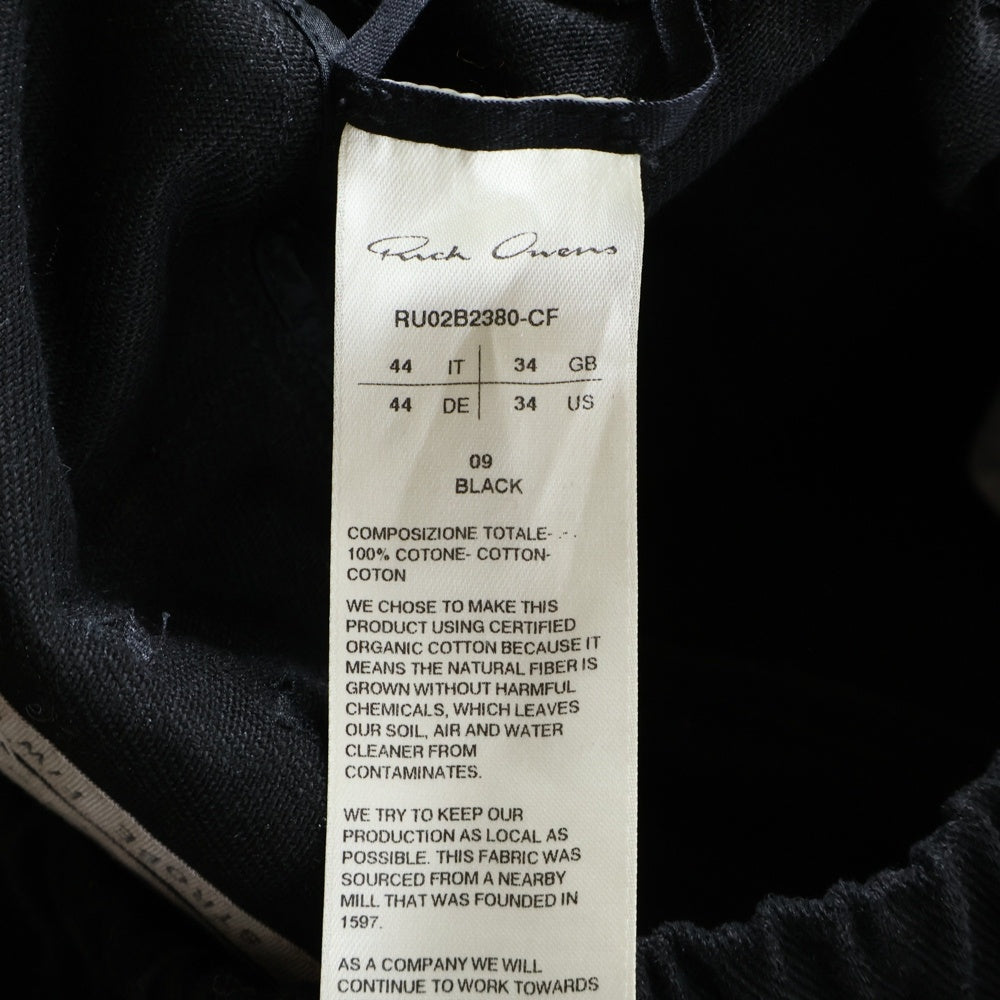 Rick Owens
RU02B2380-CF
44 IT 34 GB
44 DE 34 US
09
BLACK
COMPOSIZIONE TOTALE-
100% COTONE- COTTON-
COTON
WE CHOSE TO MAKE THIS
PRODUCT USING CERTIFIED
ORGANIC COTTON BECAUSE IT
MEANS THE NATURAL FIBER IS
GROWN WITHOUT HARMFUL
CHEMICALS, WHICH LEAVES
OUR SOIL, AIR AND WATER
CLEANER FROM
CONTAMINATES.
WE TRY TO KEEP OUR
PRODUCTION AS LOCAL AS
POSSIBLE. THIS FABRIC WAS
SOURCED FROM A NEARBY
MILL THAT WAS FOUNDED IN
1597.
AS A COMPANY WE WILL
CONTINUE TO WORK TOWARDS